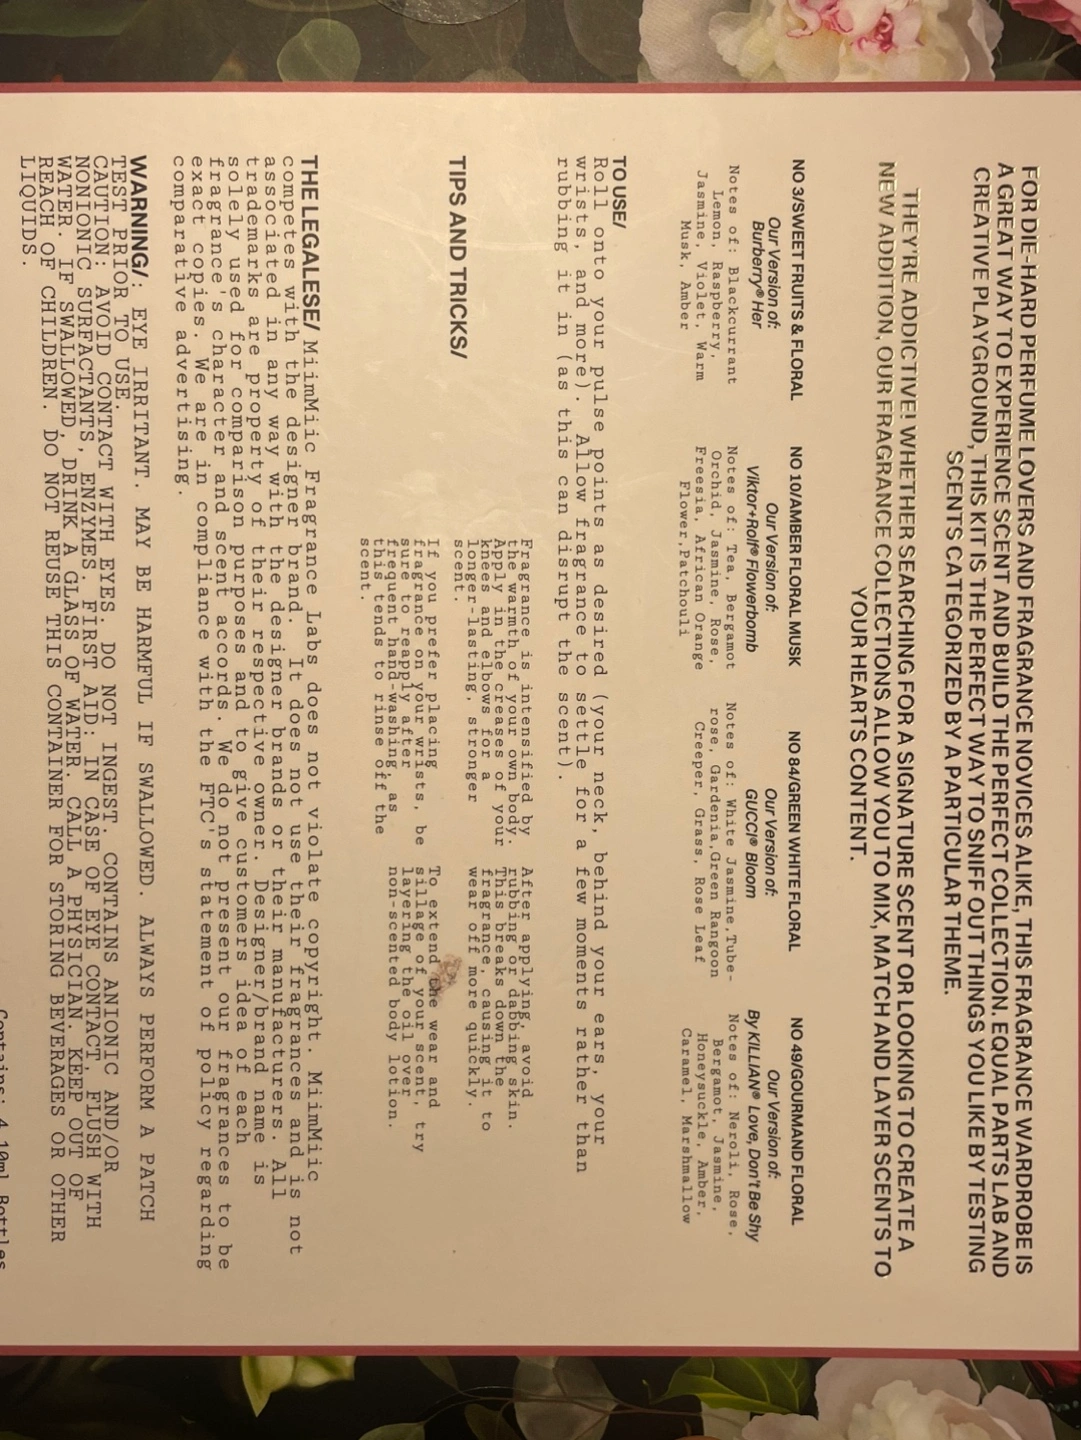 FOR DIE-HARD PERFUME LOVERS AND FRAGRANCE NOVICES ALIKE, THIS FRAGRANCE WARDROBE IS
A GREAT WAY TO EXPERIENCE SCENT AND BUILD THE PERFECT COLLECTION. EQUAL PARTS LAB AND
CREATIVE PLAYGROUND, THIS KIT IS THE PERFECT WAY TO SNIFF OUT THINGS YOU LIKE BY TESTING
SCENTS CATEGORIZED BY A PARTICULAR THEME.
THEY'RE ADDICTIVE! WHETHER SEARCHING FOR A SIGNATURE SCENT OR LOOKING TO CREATE A
NEW ADDITION, OUR FRAGRANCE COLLECTIONS ALLOW YOU TO MIX, MATCH AND LAYER SCENTS TO
YOUR HEARTS CONTENT.
NO 3/SWEET FRUITS & FLORAL
Our Version of:
Burberry® Her
Notes of: Blackcurrant
Lemon, Raspberry,
Jasmine, Violet, Warm
Musk, Amber
NO 10/AMBER FLORAL MUSK
Our Version of:
Viktor+Rolf® Flowerbomb
Notes of: Tea, Bergamot
Orchid, Jasmine, Rose,
Freesia, African Orange
Flower,Patchouli
NO 84/GREEN WHITE FLORAL
Our Version of:
GUCCI® Bloom
Notes of: White Jasmine,Tube-
rose, Gardenia,Green Rangoon
Creeper, Grass, Rose Leaf
NO 49/GOURMAND FLORAL
Our Version of:
By KILLIAN® Love, Don't Be Shy
Notes of: Neroli, Rose,
Bergamot, Jasmine,
Honeysuckle, Amber,
Caramel, Marshmallow
TO USE/
Roll onto your pulse points as desired (your neck, behind your ears, your
wrists, and more). Allow fragrance to settle for a few moments rather than
rubbing it in (as this can disrupt the scent).
TIPS AND TRICKS/
Fragrance is intensified by
the warmth of your own body.
Apply in the creases of your
knees and elbows for a
longer-lasting, stronger
scent.
After applying, avoid
rubbing or dabbing skin.
This breaks down the
fragrance, causing it to
wear off more quickly.
If you prefer placing
fragrance on your wrists, be
sure to reapply after
frequent hand-washing, as
this tends to rinse off the
scent.
To extend the wear and
sillage of your scent, try
layering the oil over
non-scented body lotion.
THE LEGALESE/ MiimMiic Fragrance Labs does not violate copyright. MiimMiic
competes with the designer brand. It does not use their fragrances and is not
associated in any way with the designer brands or their manufacturers. All
trademarks are property of their respective owner. Designer/brand name is
solely used for comparison purposes and to give customers idea of each
fragrance's character and scent accords. We do not present our fragrances to be
exact copies. We are in compliance with the FTC's statement of policy regarding
comparative advertising.
WARNING/: EYE IRRITANT. MAY BE HARMFUL IF SWALLOWED. ALWAYS PERFORM A PATCH
TEST PRIOR TO USE.
CAUTION: AVOID CONTACT WITH EYES. DO NOT INGEST. CONTAINS ANIONIC AND/OR
NONIONIC SURFACTANTS, ENZYMES. FIRST AID: IN CASE OF EYE CONTACT, FLUSH WITH
WATER. IF SWALLOWED, DRINK A GLASS OF WATER. CALL A PHYSICIAN. KEEP OUT OF
REACH OF CHILDREN. DO NOT REUSE THIS CONTAINER FOR STORING BEVERAGES OR OTHER
LIQUIDS.
Contains: 4 10ml Bottles